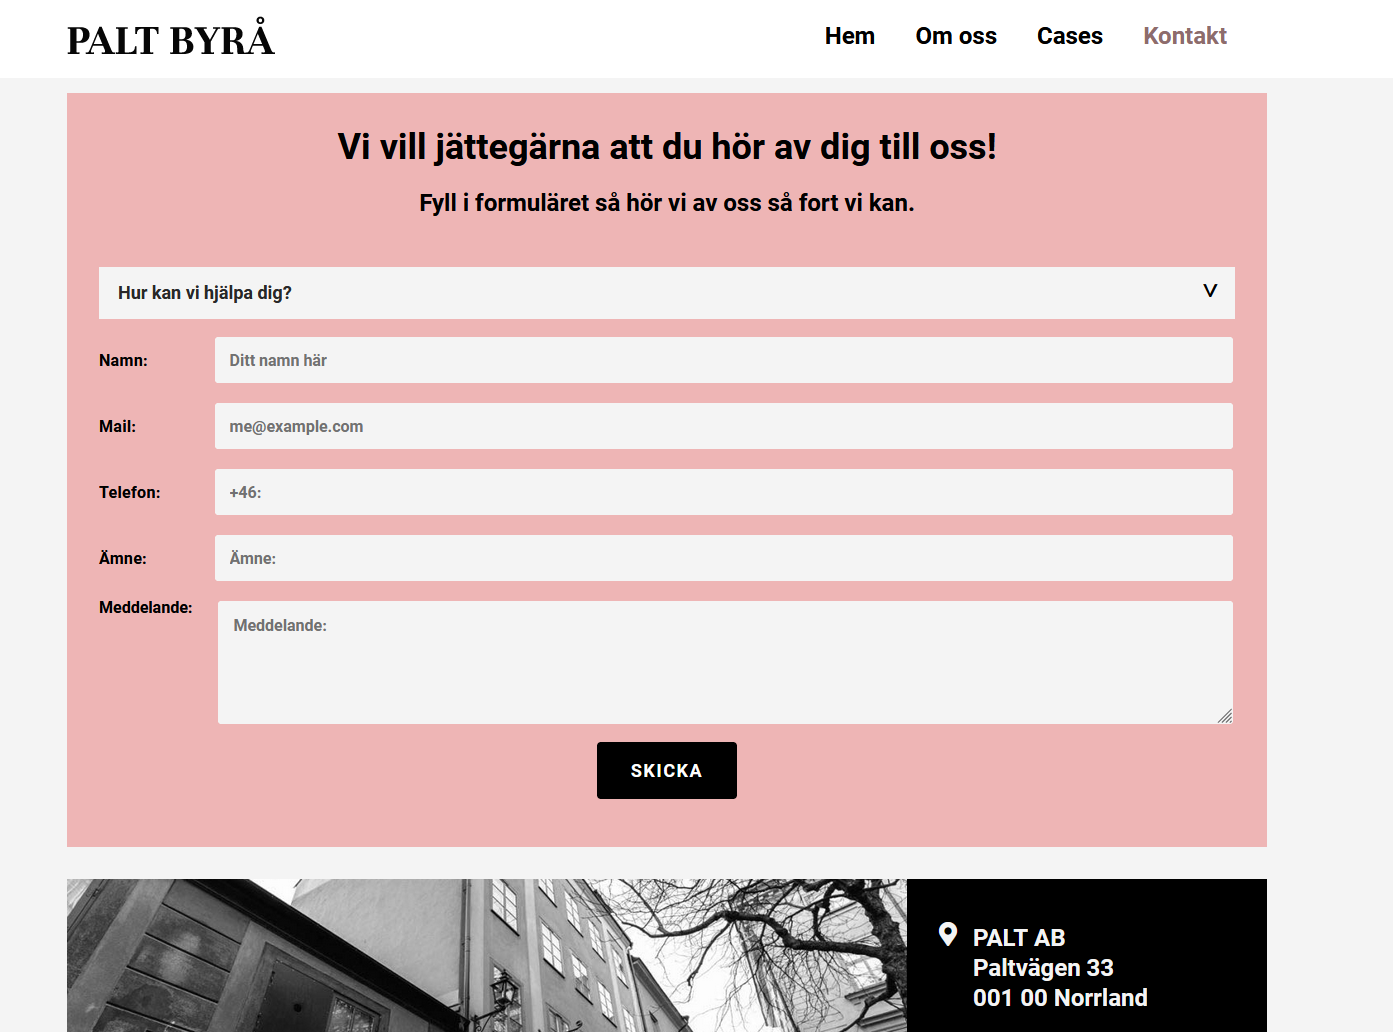 PALT BYRÅ
Hem Om oss Cases Kontakt
Vi vill jättegärna att du hör av dig till oss!
Fyll i formuläret så hör vi av oss så fort vi kan.
Hur kan vi hjälpa dig?
Namn: Ditt namn här
Mail: me@example.com
Telefon: +46:
Ämne: Ämne:
Meddelande: Meddelande:
SKICKA
PALT AB
Paltvägen 33
001 00 Norrland